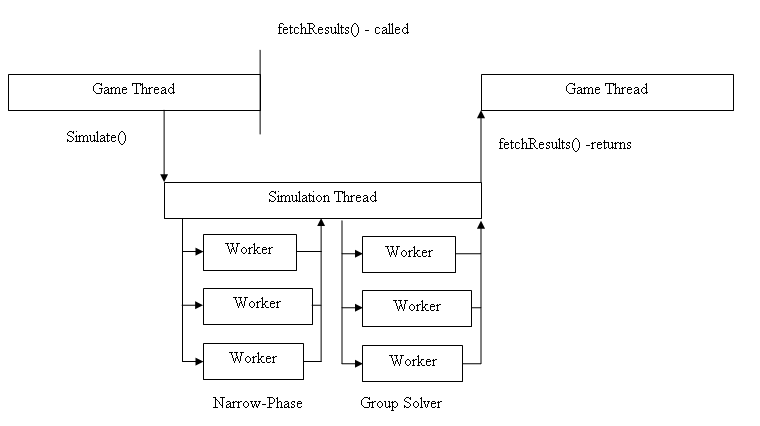 fetchResults() - called
Game Thread
Game Thread
Simulate()
fetchResults() -returns
Simulation Thread
Worker
Worker
Worker
Worker
Worker
Worker
Narrow-Phase
Group Solver